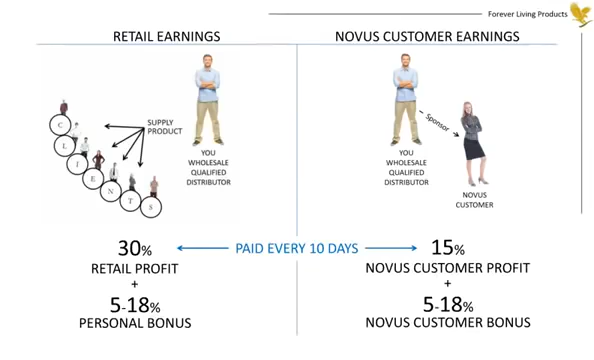 Forever Living Products
RETAIL EARNINGS
SUPPLY
PRODUCT
C
L
I
E
N
T
S
YOU
WHOLESALE
QUALIFIED
DISTRIBUTOR
NOVUS CUSTOMER EARNINGS
Sponsor
YOU
WHOLESALE
QUALIFIED
DISTRIBUTOR
NOVUS
CUSTOMER
PAID EVERY 10 DAYS
30%
RETAIL PROFIT
+
5-18%
PERSONAL BONUS
15%
NOVUS CUSTOMER PROFIT
+
5-18%
NOVUS CUSTOMER BONUS